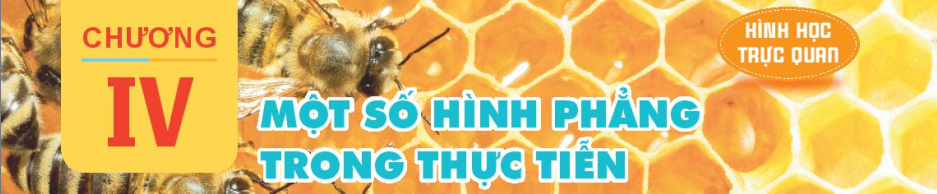 CHƯƠNG
IV
MỘT SỐ HÌNH PHẲNG
TRONG THỰC TIỄN
HÌNH HỌC
TRỰC QUAN